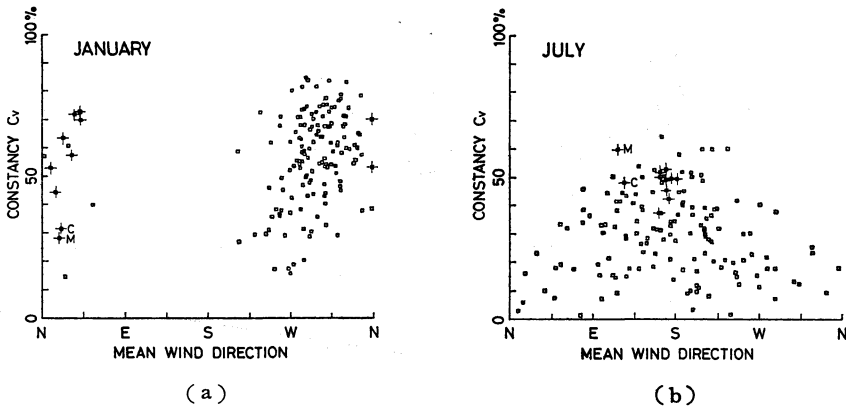 100%
JANUARY
CONSTANCY Cv
50
0
C
M
N E S W N
MEAN WIND DIRECTION
(a)
100%
JULY
CONSTANCY Cv
50
0
M
C
N E S W N
MEAN WIND DIRECTION
(b)